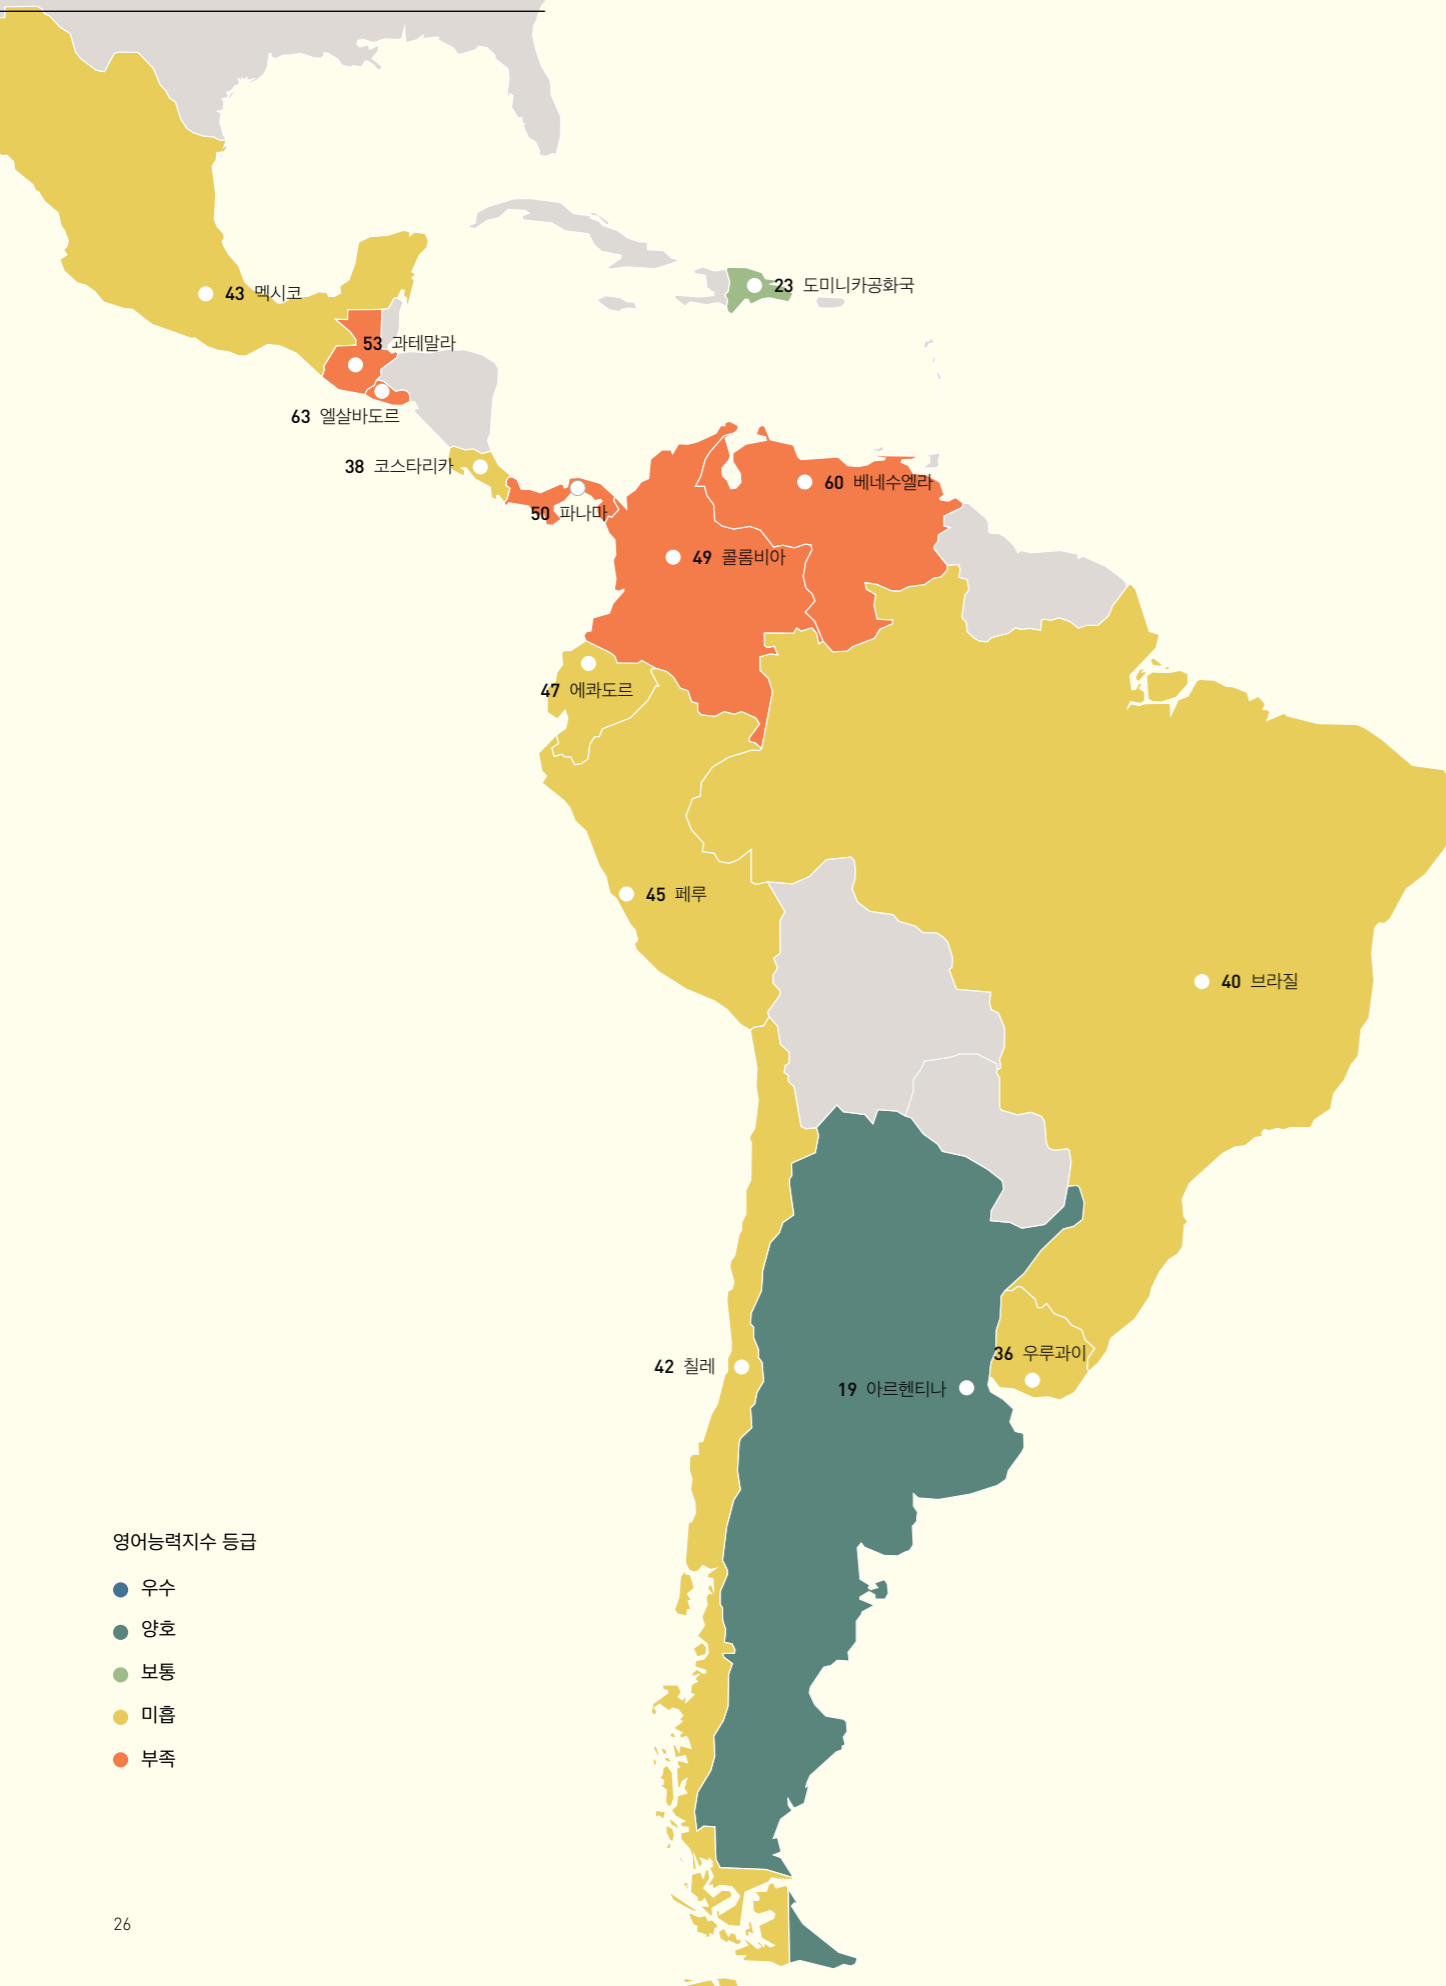 23 도미니카공화국
43 멕시코
53 과테말라
63 엘살바도르
38 코스타리카
60 베네수엘라
50 파나마
49 콜롬비아
47 에콰도르
45 페루
40 브라질
36 우루과이
42 칠레
19 아르헨티나
영어능력지수 등급
우수
양호
보통
미흡
부족
26